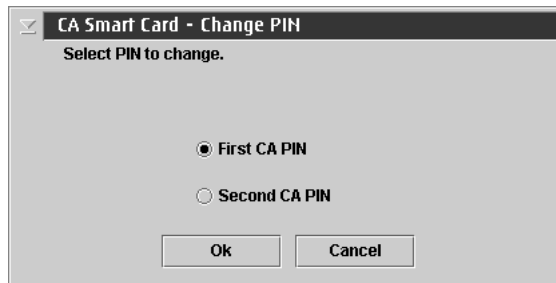 CA Smart Card - Change PIN
Select PIN to change.
First CA PIN
Second CA PIN
Ok Cancel